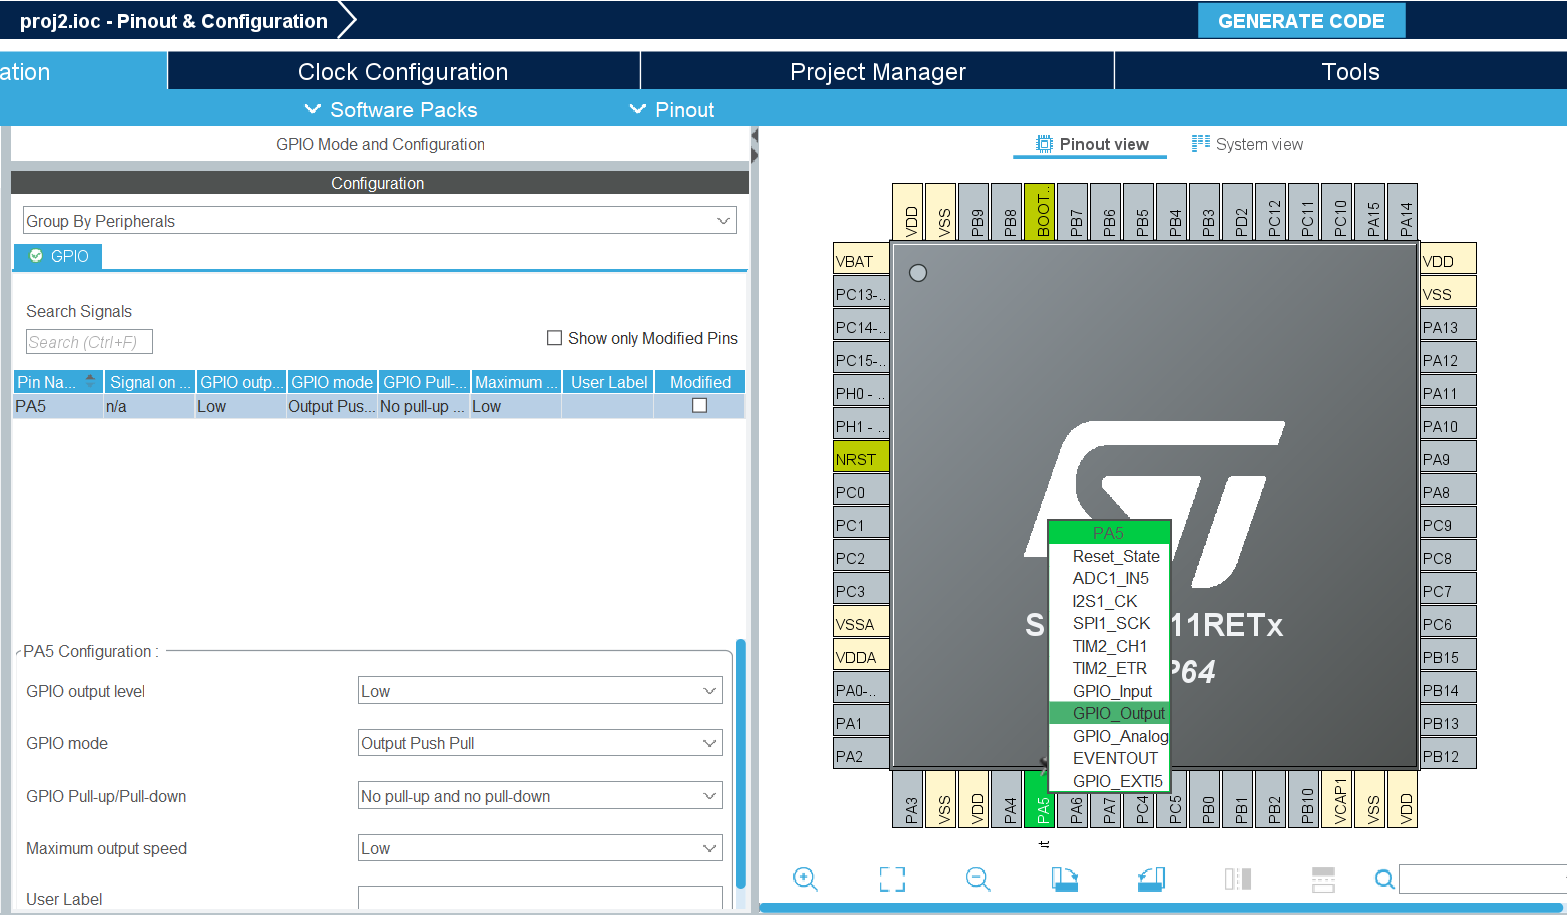 proj2.ioc - Pinout & Configuration
GENERATE CODE
ation
Clock Configuration
Project Manager
Tools
Software Packs
Pinout
GPIO Mode and Configuration
Configuration
Group By Peripherals
GPIO
Search Signals
Search (Ctrl+F)
Show only Modified Pins
Pin Na... Signal on ... GPIO outp... GPIO mode GPIO Pull-... Maximum ... User Label Modified
PA5 n/a Low Output Pus... No pull-up ... Low
PA5 Configuration :
GPIO output level Low
GPIO mode Output Push Pull
GPIO Pull-up/Pull-down No pull-up and no pull-down
Maximum output speed Low
User Label
Pinout view
System view
VDD
VSS
PB9
PB8
BOOT..
PB7
PB6
PB5
PB4
PB3
PD2
PC12
PC11
PC10
PA15
PA14
VBAT
PC13-..
PC14-..
PC15-..
PH0 - ..
PH1 - ..
NRST
PC0
PC1
PC2
PC3
VSSA
VDDA
PA0-..
PA1
PA2
VDD
VSS
PA13
PA12
PA11
PA10
PA9
PA8
PC9
PC8
PC7
PC6
PB15
PB14
PB13
PB12
ST
S
11RETx
P64
PA5
Reset_State
ADC1_IN5
I2S1_CK
SPI1_SCK
TIM2_CH1
TIM2_ETR
GPIO_Input
GPIO_Output
GPIO_Analog
EVENTOUT
GPIO_EXTI5
PA3
VSS
VDD
PA4
PA5
PA6
PA7
PC4
PC5
PB0
PB1
PB2
PB10
VCAP1
VSS
VDD